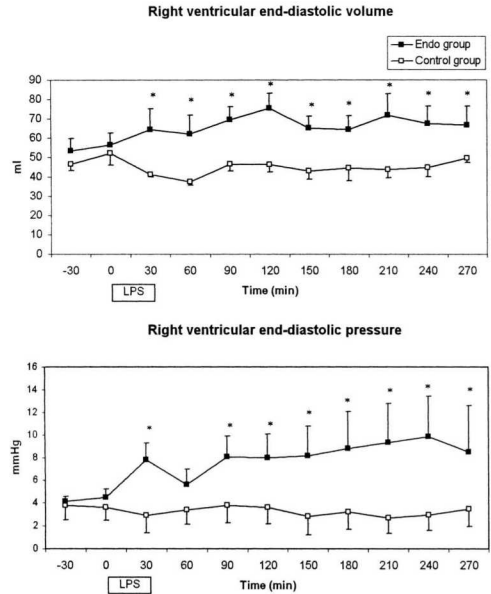 Right ventricular end-diastolic volume
Endo group
Control group
90
80
70
60
50
40
30
20
10
0
ml
* * * * * * * * *
-30 0 30 60 90 120 150 180 210 240 270
LPS
Time (min)
Right ventricular end-diastolic pressure
16
14
12
10
8
6
4
2
0
mmHg
* * * * * * * *
-30 0 30 60 90 120 150 180 210 240 270
LPS
Time (min)